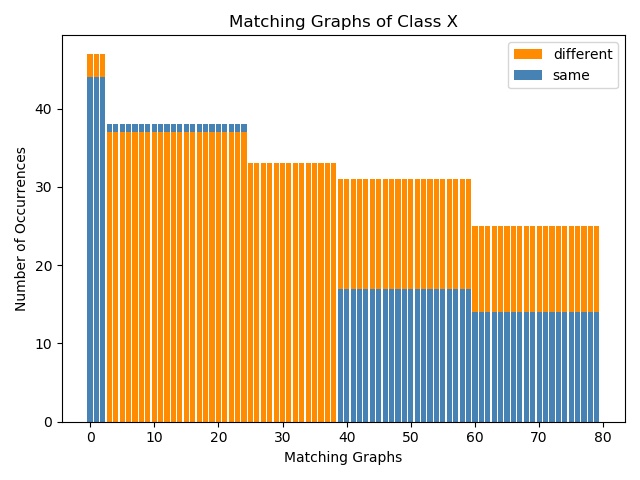 Matching Graphs of Class X
different
same
Number of Occurrences
40
30
20
10
0
0 10 20 30 40 50 60 70 80
Matching Graphs